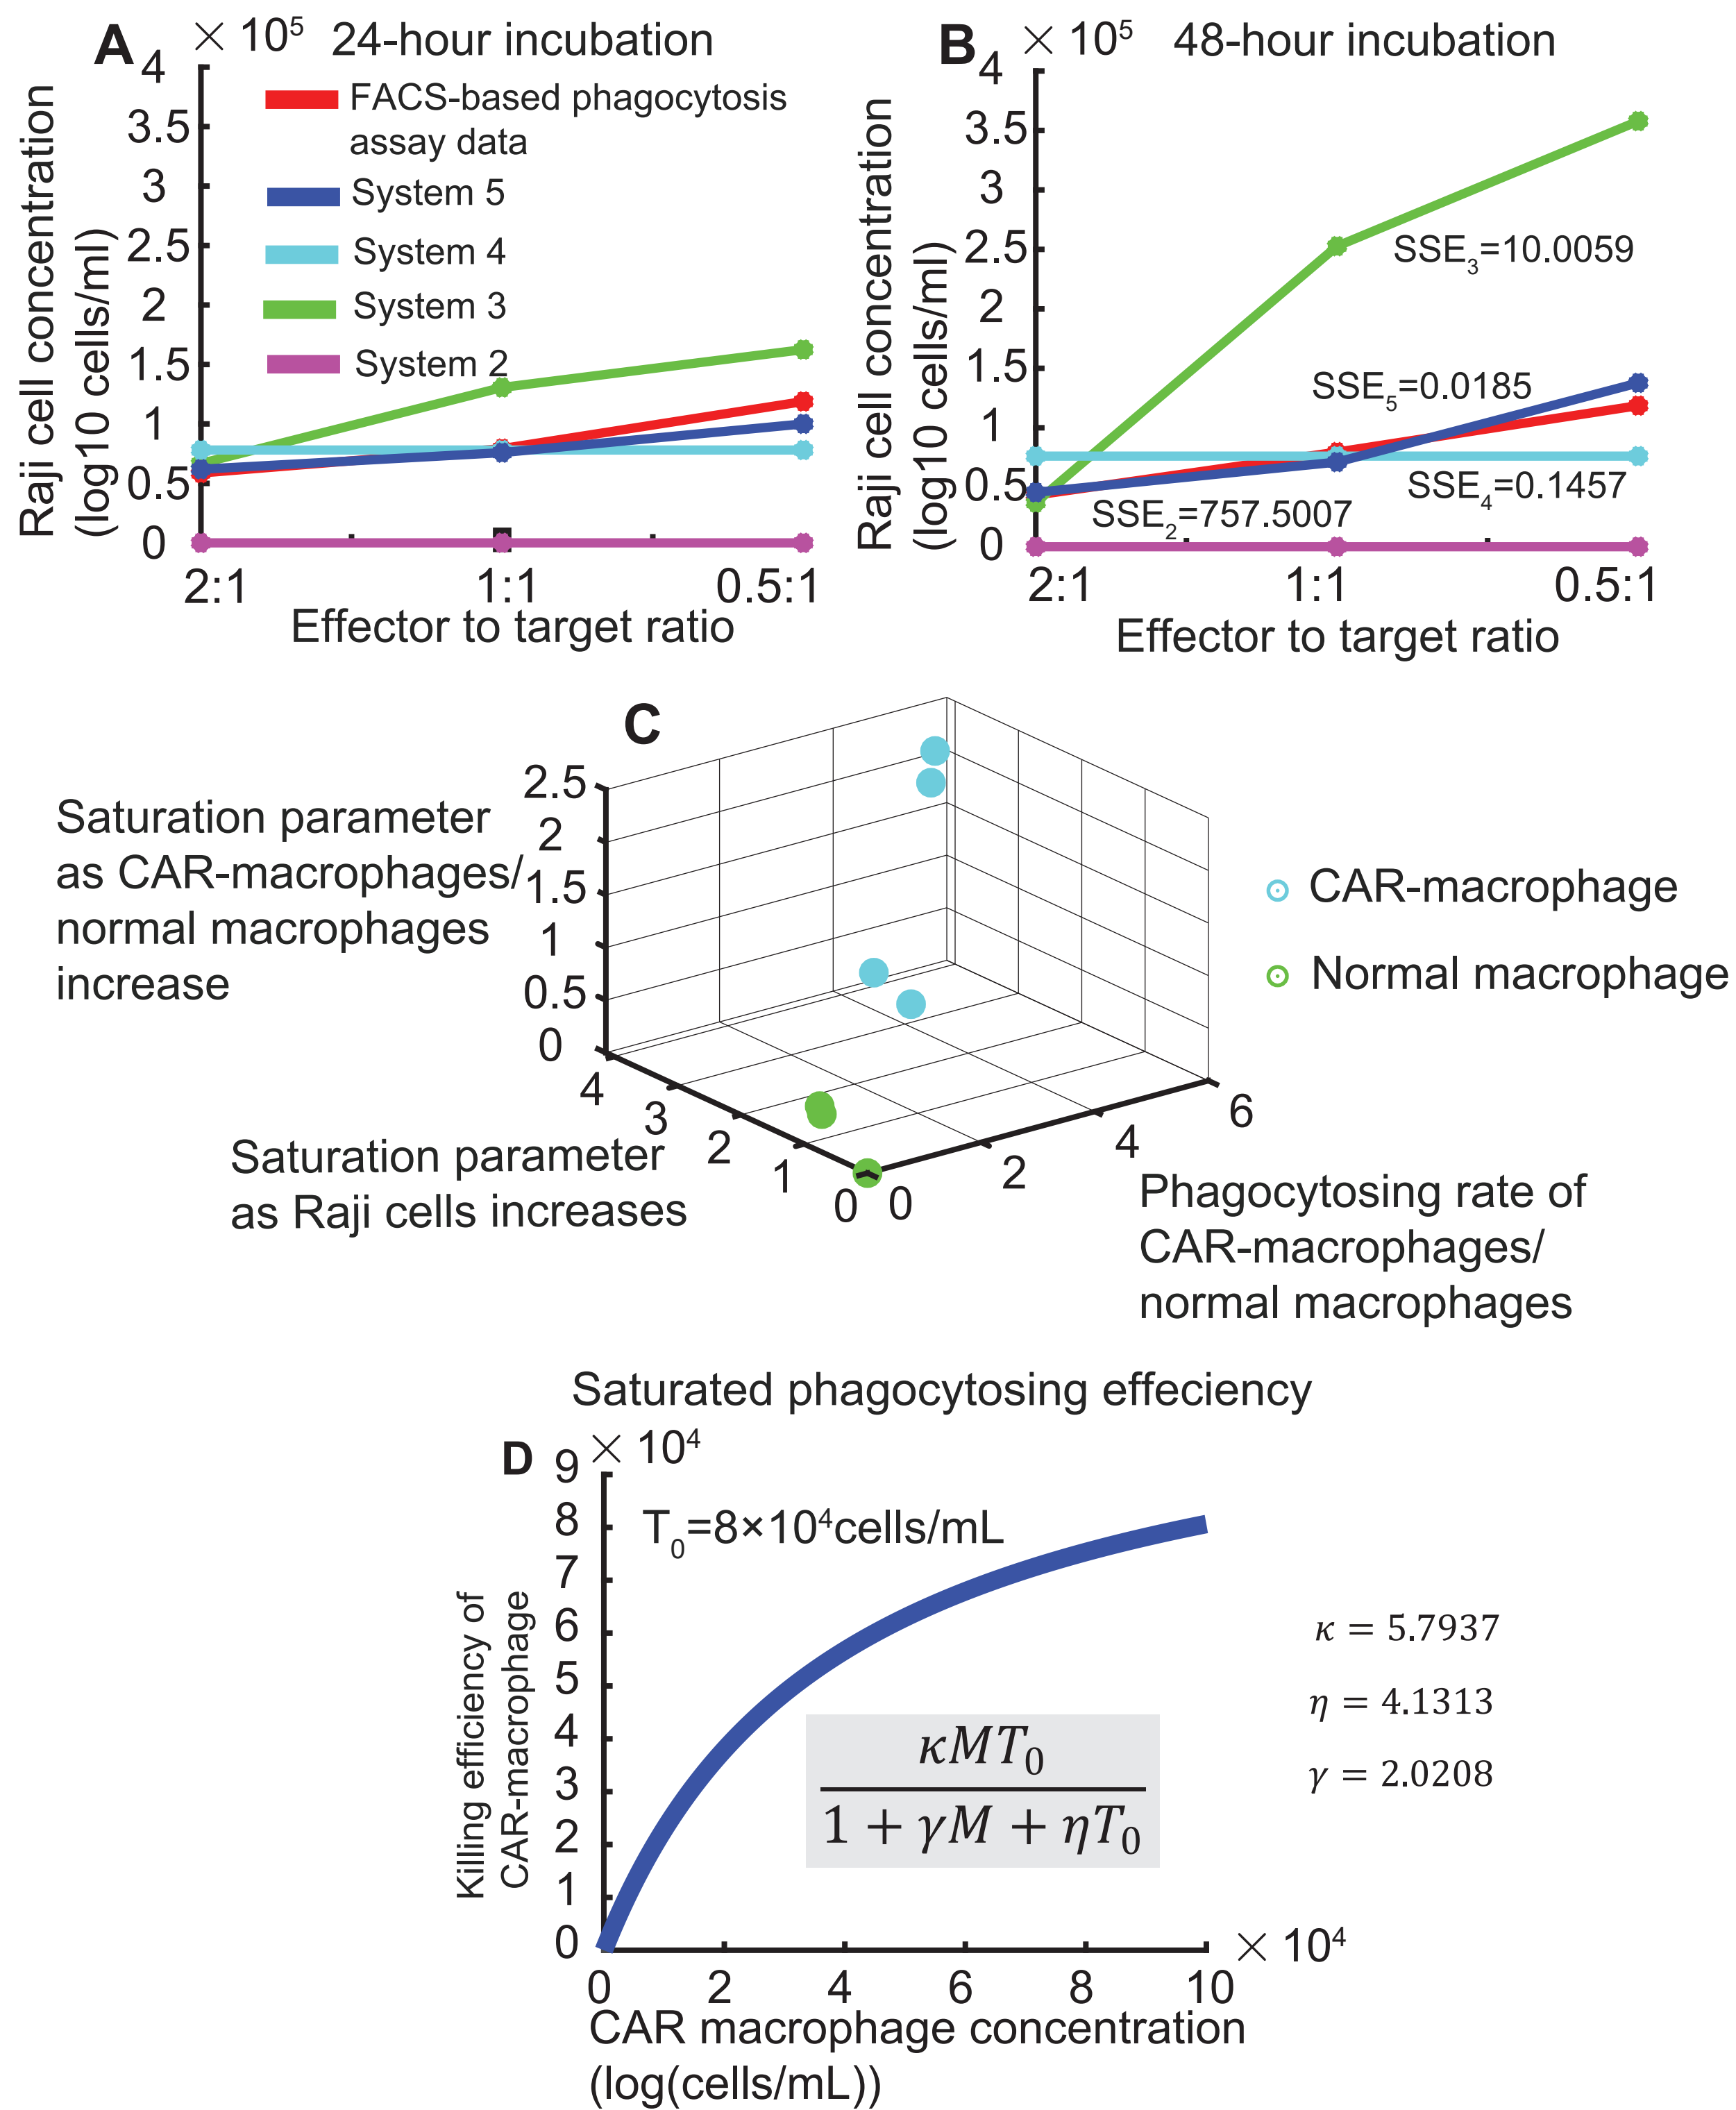 A × 10⁵ 24-hour incubation
4
3.5
3
2.5
2
1.5
1
0.5
0
Raji cell concentration
(log10 cells/ml)
FACS-based phagocytosis
assay data
System 5
System 4
System 3
System 2
2:1 1:1 0.5:1
Effector to target ratio
B × 10⁵ 48-hour incubation
4
3.5
3
2.5
2
1.5
1
0.5
0
Raji cell concentration
(log10 cells/ml)
SSE₃=10.0059
SSE₅=0.0185
SSE₄=0.1457
SSE₂=757.5007
2:1 1:1 0.5:1
Effector to target ratio
C
2.5
2
1.5
1
0.5
0
Saturation parameter
as CAR-macrophages/
normal macrophages
increase
4
3
2
1
0
Saturation parameter
as Raji cells increases
0
2
4
6
Phagocytosing rate of
CAR-macrophages/
normal macrophages
CAR-macrophage
Normal macrophage
Saturated phagocytosing effeciency
D × 10⁴
9
8
7
6
5
4
3
2
1
0
Killing efficiency of
CAR-macrophage
T₀=8×10⁴cells/mL
κMT₀
1 + γM + ηT₀
κ = 5.7937
η = 4.1313
γ = 2.0208
0 2 4 6 8 10 × 10⁴
CAR macrophage concentration
(log(cells/mL))